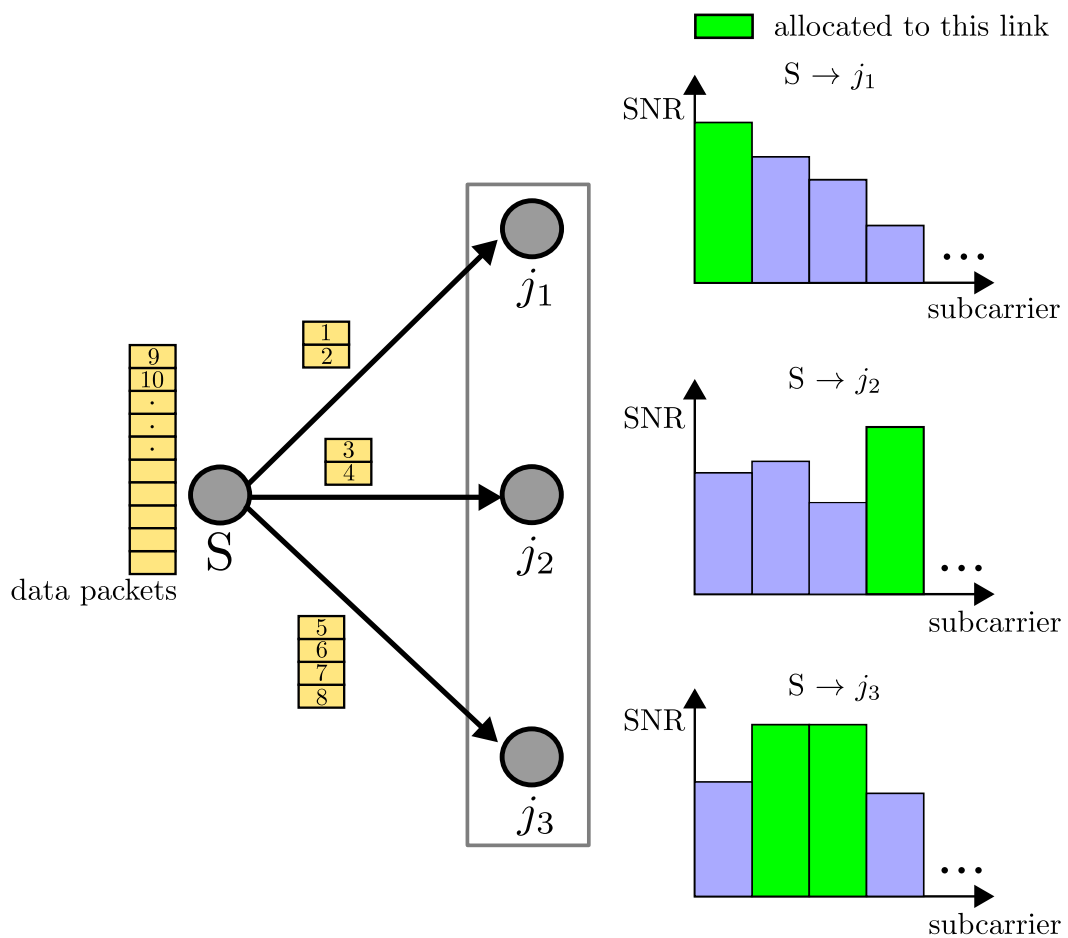 allocated to this link
S → j₁
SNR
subcarrier
...
j₁
1
2
9
10
.
.
.
S
data packets
3
4
j₂
S → j₂
SNR
subcarrier
...
5
6
7
8
j₃
S → j₃
SNR
subcarrier
...